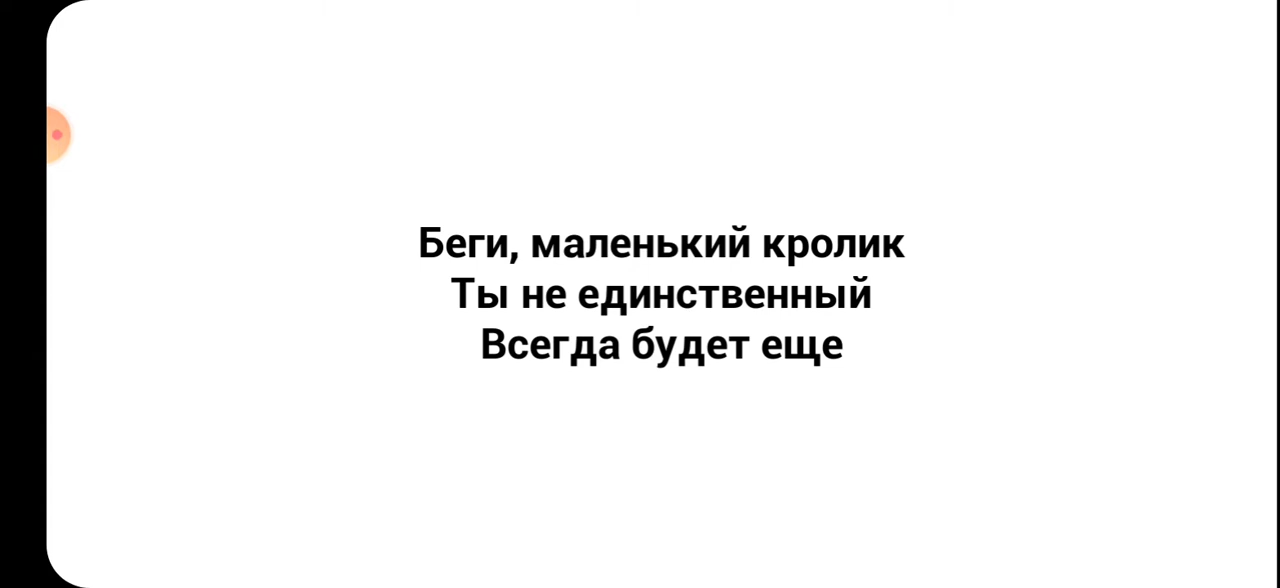 Беги, маленький кролик
Ты не единственный
Всегда будет еще